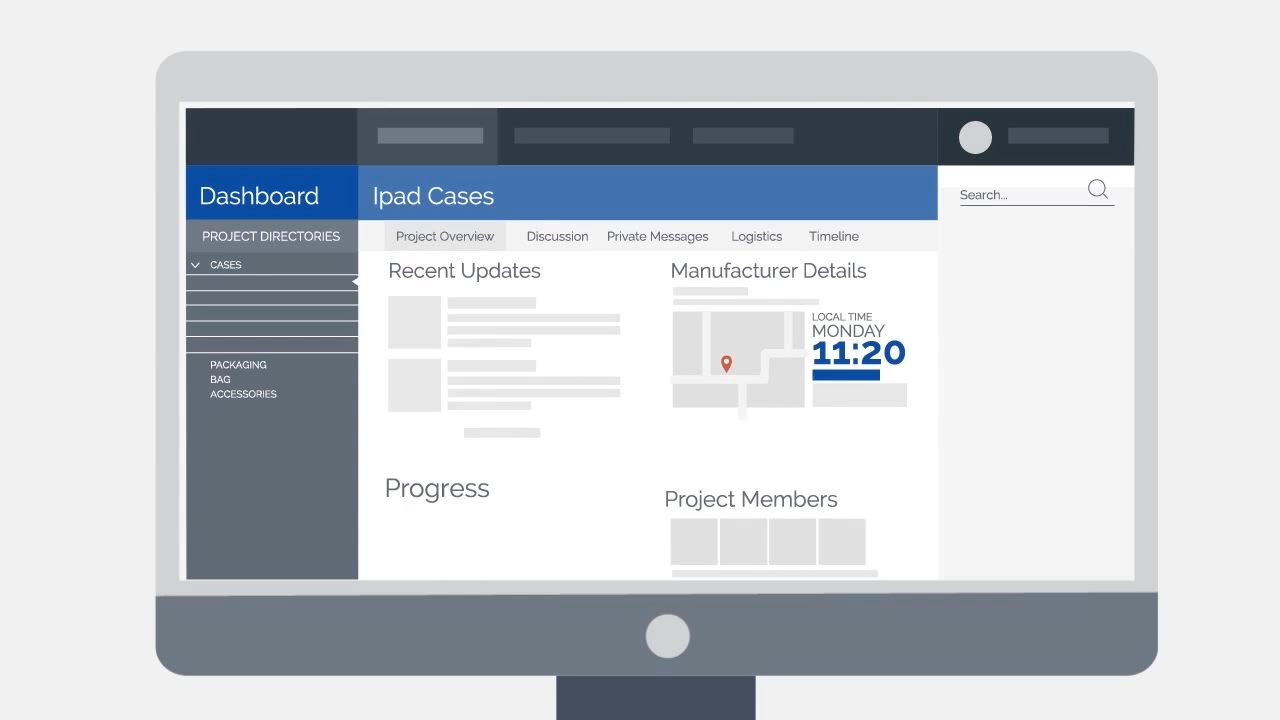 Dashboard
Ipad Cases
Search...
PROJECT DIRECTORIES
Project Overview
Discussion
Private Messages
Logistics
Timeline
CASES
PACKAGING
BAG
ACCESSORIES
Recent Updates
Manufacturer Details
LOCAL TIME
MONDAY
11:20
Progress
Project Members